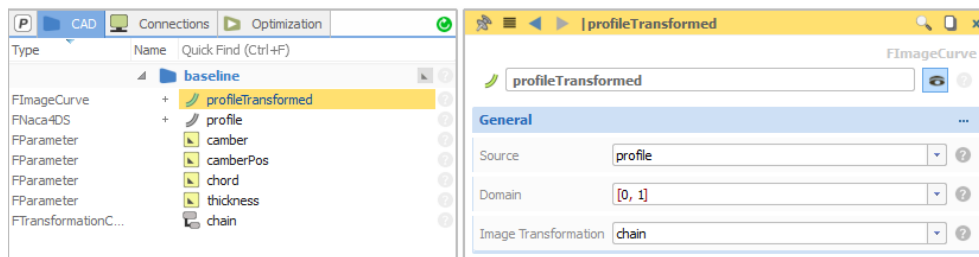 P CAD Connections Optimization
Type Name Quick Find (Ctrl+F)
baseline
FImageCurve + profileTransformed
FNaca4DS + profile
FParameter camber
FParameter camberPos
FParameter chord
FParameter thickness
FTransformationC... chain
|profileTransformed
FImageCurve
profileTransformed
General ...
Source profile
Domain [0, 1]
Image Transformation chain